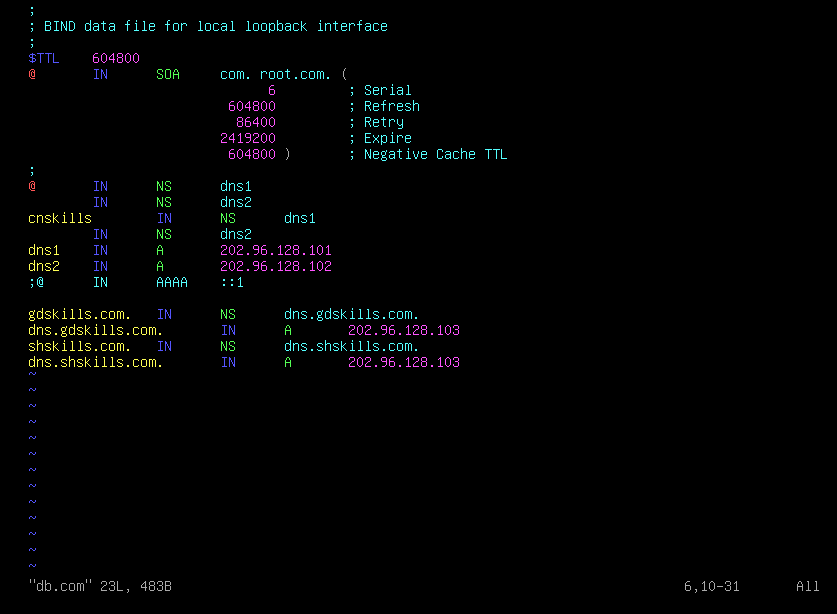 ;
; BIND data file for local loopback interface
;
$TTL    604800
@       IN      SOA     com. root.com. (
                              6         ; Serial
                         604800         ; Refresh
                          86400         ; Retry
                        2419200         ; Expire
                         604800 )       ; Negative Cache TTL
;
@       IN      NS      dns1
        IN      NS      dns2
cnskills        IN      NS      dns1
        IN      NS      dns2
dns1    IN      A       202.96.128.101
dns2    IN      A       202.96.128.102
;@      IN      AAAA    ::1

gdskills.com.   IN      NS      dns.gdskills.com.
dns.gdskills.com.       IN      A       202.96.128.103
shskills.com.   IN      NS      dns.shskills.com.
dns.shskills.com.       IN      A       202.96.128.103
~
~
~
~
~
~
~
~
~
~
~
~
~
"db.com" 23L, 483B                                                                6,10-31       All